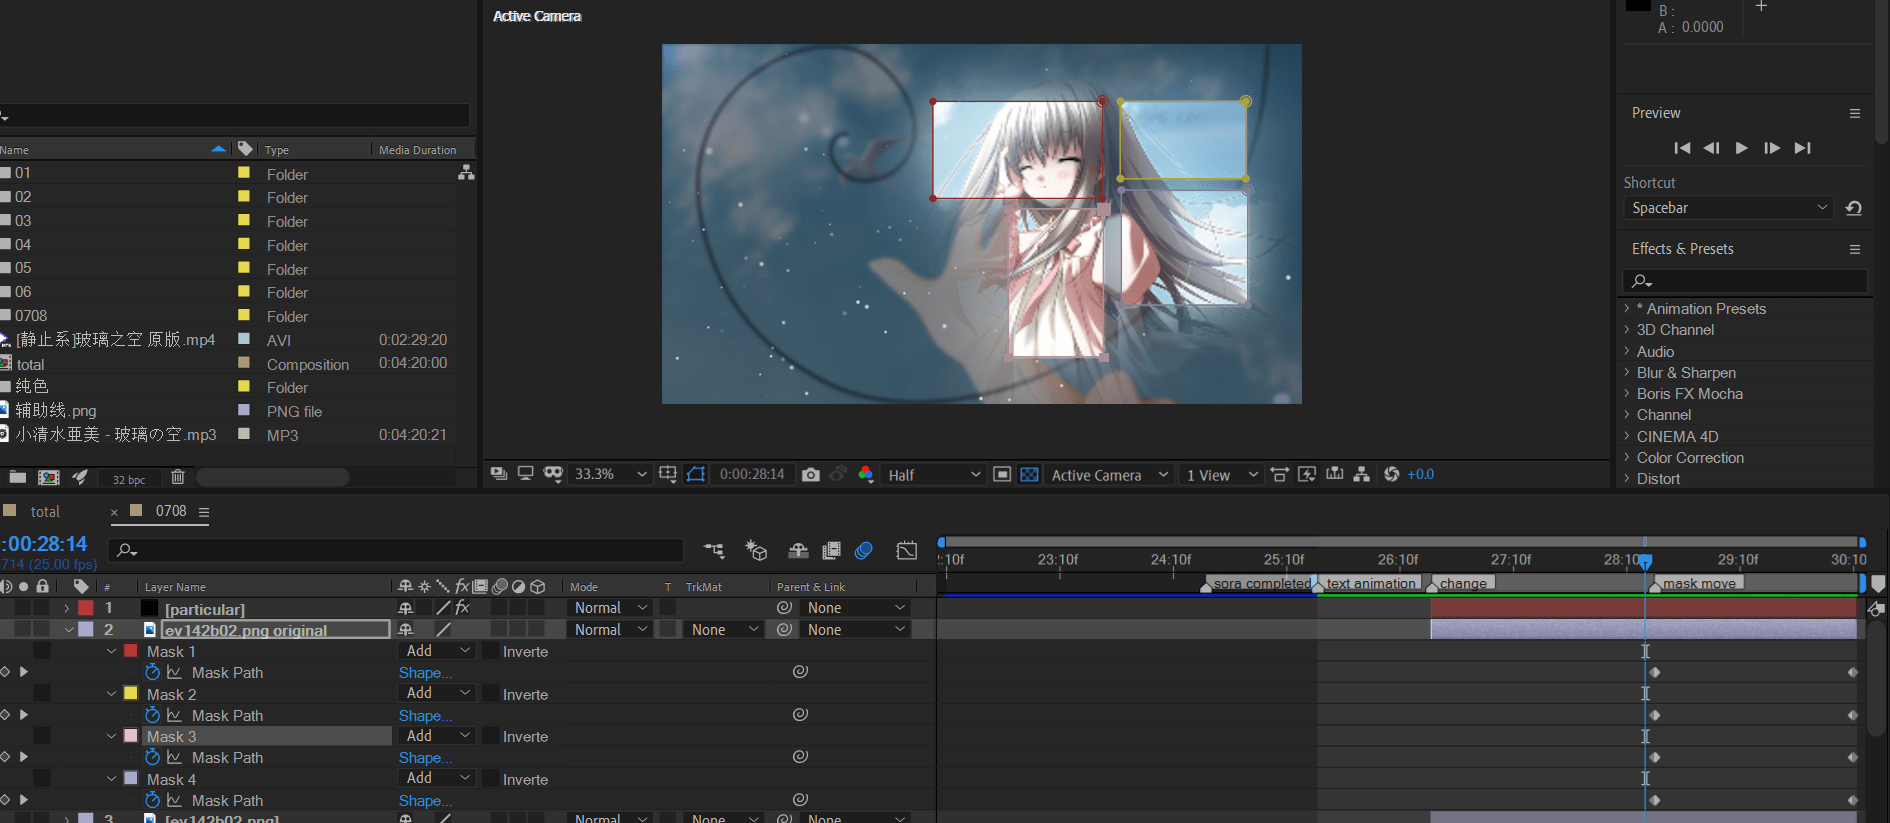 Active Camera
B :
A : 0.0000
Preview
Shortcut
Spacebar
Effects & Presets
* Animation Presets
3D Channel
Audio
Blur & Sharpen
Boris FX Mocha
Channel
CINEMA 4D
Color Correction
Distort
Name Type Media Duration
01 Folder
02 Folder
03 Folder
04 Folder
05 Folder
06 Folder
0708 Folder
[静止系]玻璃之空 原版.mp4 AVI 0:02:29:20
total Composition 0:04:20:00
纯色 Folder
辅助线.png PNG file
小清水亜美 - 玻璃の空.mp3 MP3 0:04:20:21
32 bpc
33.3% 0:00:28:14 Half Active Camera 1 View +0.0
total × 0708
:00:28:14
714 (25.00 fps)
:10f 23:10f 24:10f 25:10f 26:10f 27:10f 28:10f 29:10f 30:10
# Layer Name fx Mode T TrkMat Parent & Link
sora completed text animation change mask move
1 [particular] fx Normal None
2 ev142b02.png original Normal None None
Mask 1 Add Inverte
Mask Path Shape...
Mask 2 Add Inverte
Mask Path Shape...
Mask 3 Add Inverte
Mask Path Shape...
Mask 4 Add Inverte
Mask Path Shape...
3 [ev142b02.png] Normal None None